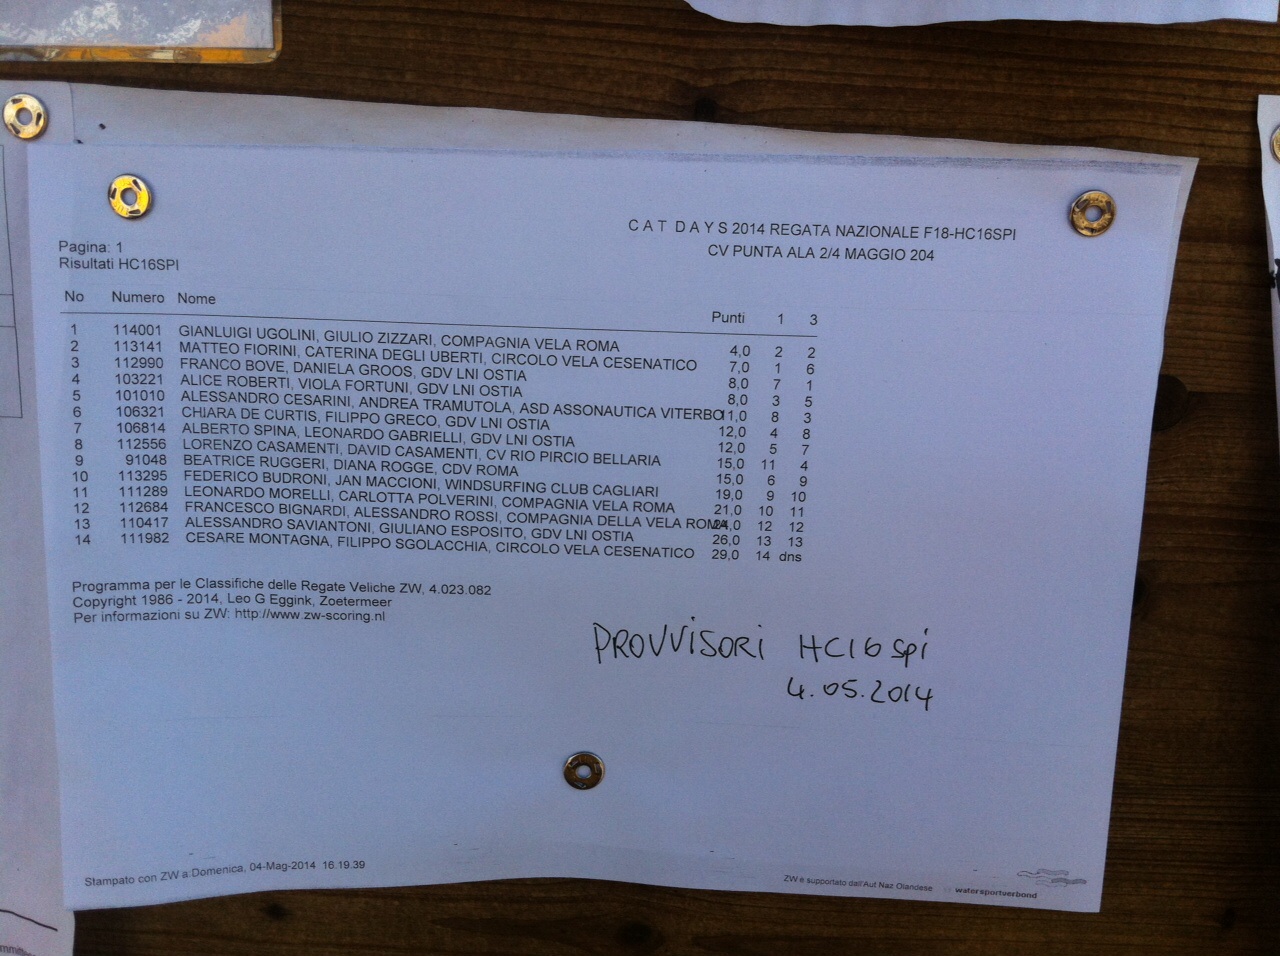 C A T D A Y S 2014 REGATA NAZIONALE F18-HC16SPI
CV PUNTA ALA 2/4 MAGGIO 204
Pagina: 1
Risultati HC16SPI
No Numero Nome Punti 1 3
1 114001 GIANLUIGI UGOLINI, GIULIO ZIZZARI, COMPAGNIA VELA ROMA 4,0 2 2
2 113141 MATTEO FIORINI, CATERINA DEGLI UBERTI, CIRCOLO VELA CESENATICO 7,0 1 6
3 112990 FRANCO BOVE, DANIELA GROOS, GDV LNI OSTIA 8,0 7 1
4 103221 ALICE ROBERTI, VIOLA FORTUNI, GDV LNI OSTIA 8,0 3 5
5 101010 ALESSANDRO CESARINI, ANDREA TRAMUTOLA, ASD ASSONAUTICA VITERBO 11,0 8 3
6 106321 CHIARA DE CURTIS, FILIPPO GRECO, GDV LNI OSTIA 12,0 4 8
7 106814 ALBERTO SPINA, LEONARDO GABRIELLI, GDV LNI OSTIA 12,0 5 7
8 112556 LORENZO CASAMENTI, DAVID CASAMENTI, CV RIO PIRCIO BELLARIA 15,0 11 4
9 91048 BEATRICE RUGGERI, DIANA ROGGE, CDV ROMA 15,0 6 9
10 113295 FEDERICO BUDRONI, JAN MACCIONI, WINDSURFING CLUB CAGLIARI 19,0 9 10
11 111289 LEONARDO MORELLI, CARLOTTA POLVERINI, COMPAGNIA VELA ROMA 21,0 10 11
12 112684 FRANCESCO BIGNARDI, ALESSANDRO ROSSI, COMPAGNIA DELLA VELA ROMA 24,0 12 12
13 110417 ALESSANDRO SAVIANTONI, GIULIANO ESPOSITO, GDV LNI OSTIA 26,0 13 13
14 111982 CESARE MONTAGNA, FILIPPO SGOLACCHIA, CIRCOLO VELA CESENATICO 29,0 14 dns
Programma per le Classifiche delle Regate Veliche ZW, 4.023.082
Copyright 1986 - 2014, Leo G Eggink, Zoetermeer
Per informazioni su ZW: http://www.zw-scoring.nl
PROVVISORI HC16 spi
4.05.2014
Stampato con ZW a Domenica, 04-Mag-2014 16.19.39
ZW è supportato dall'Aut Naz Olandese watersportverbond